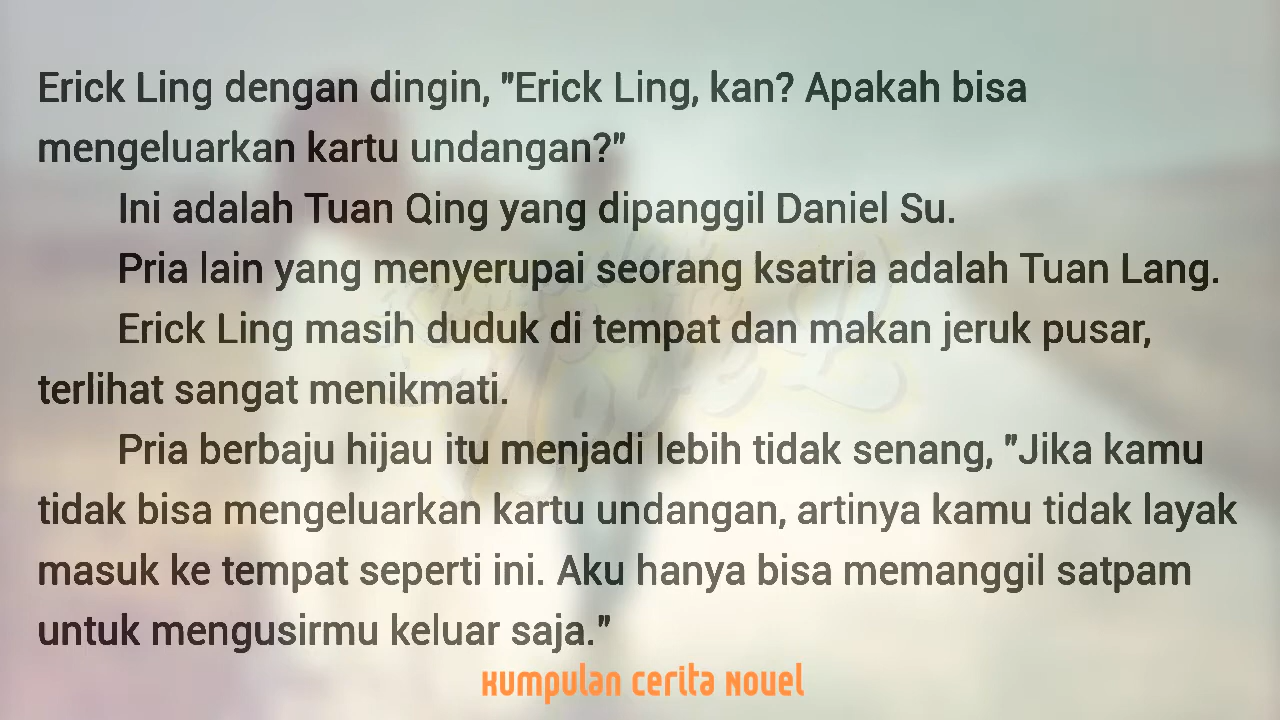 Erick Ling dengan dingin, "Erick Ling, kan? Apakah bisa
mengeluarkan kartu undangan?"
Ini adalah Tuan Qing yang dipanggil Daniel Su.
Pria lain yang menyerupai seorang ksatria adalah Tuan Lang.
Erick Ling masih duduk di tempat dan makan jeruk pusar,
terlihat sangat menikmati.
Pria berbaju hijau itu menjadi lebih tidak senang, "Jika kamu
tidak bisa mengeluarkan kartu undangan, artinya kamu tidak layak
masuk ke tempat seperti ini. Aku hanya bisa memanggil satpam
untuk mengusirmu keluar saja."
Kumpulan Cerita Novel